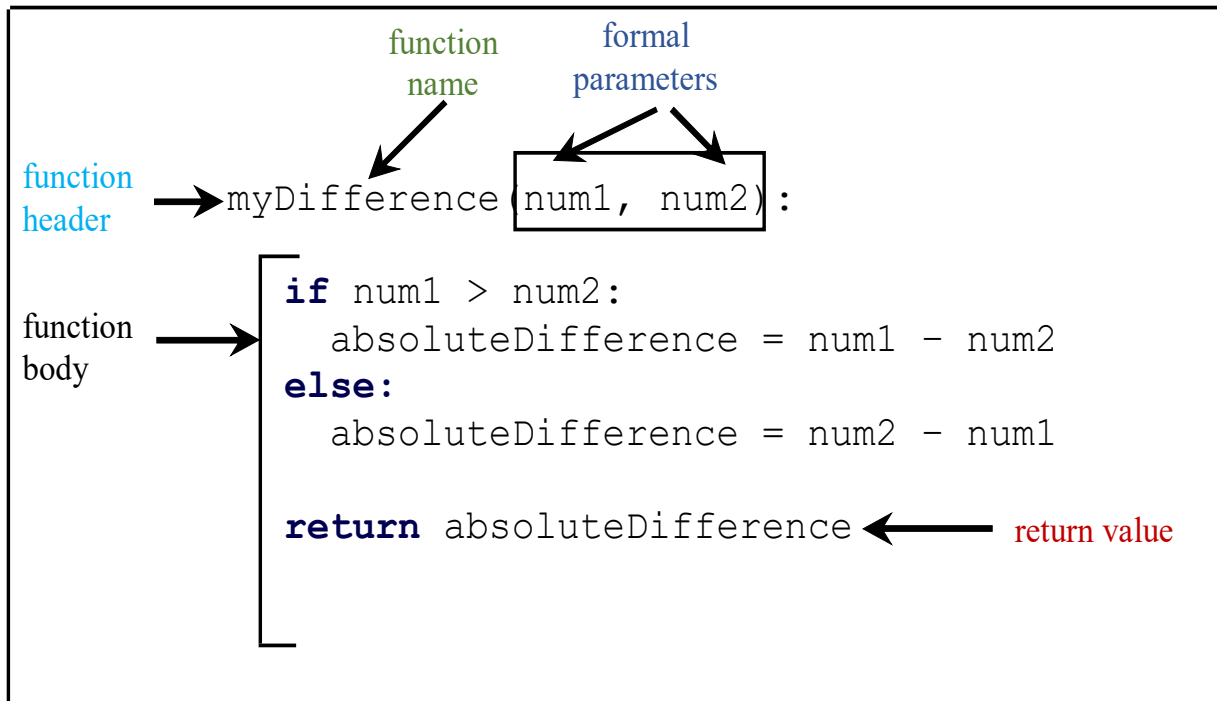 function
name
formal
parameters
function
header
myDifference(num1, num2):
function
body
if num1 > num2:
absoluteDifference = num1 – num2
else:
absoluteDifference = num2 – num1
return absoluteDifference
return value